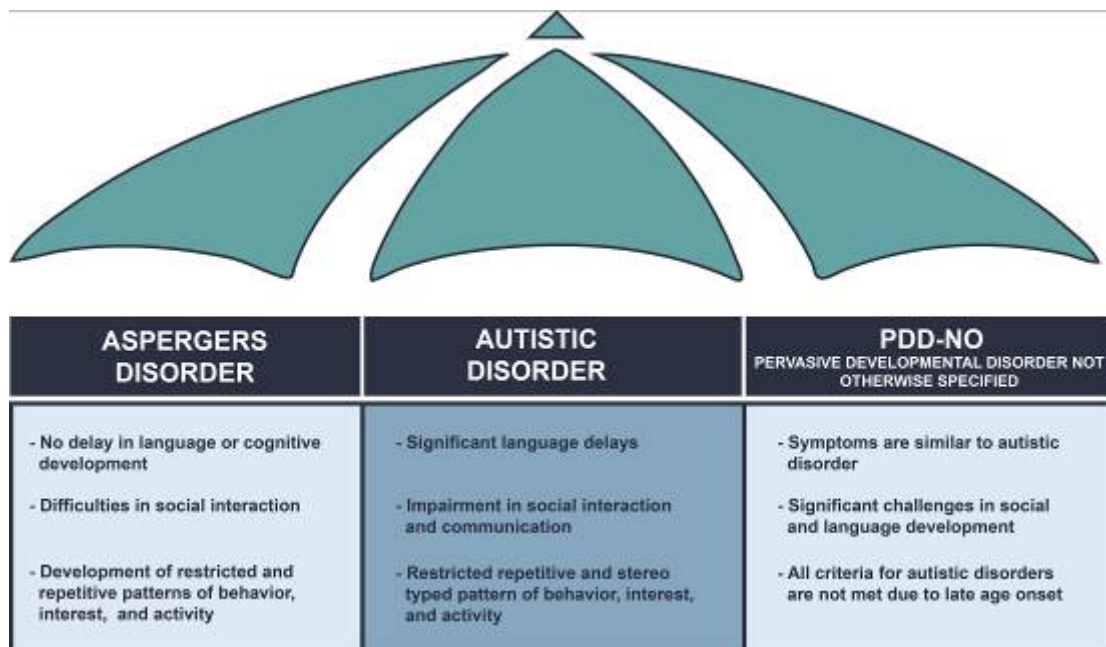 ASPERGERS
DISORDER
- No delay in language or cognitive
development
- Difficulties in social interaction
- Development of restricted and
repetitive patterns of behavior,
interest, and activity
AUTISTIC
DISORDER
- Significant language delays
- Impairment in social interaction
and communication
- Restricted repetitive and stereo
typed pattern of behavior, interest,
and activity
PDD-NO
PERVASIVE DEVELOPMENTAL DISORDER NOT
OTHERWISE SPECIFIED
- Symptoms are similar to autistic
disorder
- Significant challenges in social
and language development
- All criteria for autistic disorders
are not met due to late age onset